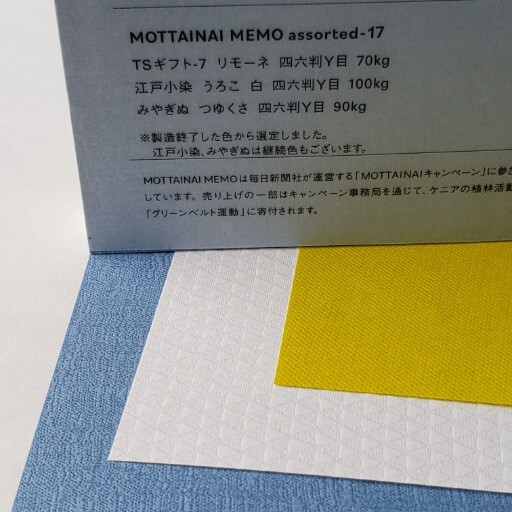 MOTTAINAI MEMO assorted-17
TSギフト-7 リモーネ 四六判Y目 70kg
江戸小染 うろこ 白 四六判Y目 100kg
みやぎぬ つゆくさ 四六判Y目 90kg
※製造終了した色から選定しました。
江戸小染、みやぎぬは継続色もございます。
MOTTAINAI MEMOは毎日新聞社が運営する「MOTTAINAIキャンペーン」に参加
しています。売り上げの一部はキャンペーン事務局を通じて、ケニアの植林活動
「グリーンベルト運動」に寄付されます。